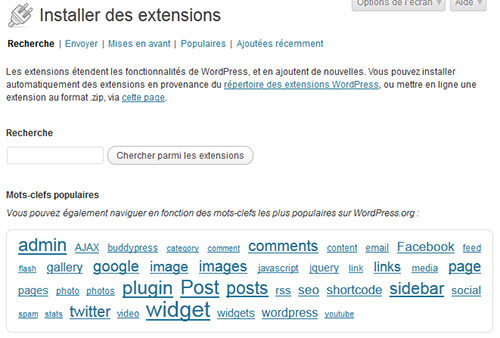 Options de l'écran ▼ Aide ▼
Installer des extensions
Recherche | Envoyer | Mises en avant | Populaires | Ajoutées récemment
Les extensions étendent les fonctionnalités de WordPress, et en ajoutent de nouvelles. Vous pouvez installer
automatiquement des extensions en provenance du répertoire des extensions WordPress, ou mettre en ligne une
extension au format .zip, via cette page.
Recherche
Chercher parmi les extensions
Mots-clefs populaires
Vous pouvez également naviguer en fonction des mots-clefs les plus populaires sur WordPress.org :
admin AJAX buddypress category comment comments content email Facebook feed
flash gallery google image images javascript jquery link links media page
pages photo photos plugin Post posts rss seo shortcode sidebar social
spam stats twitter video widget widgets wordpress youtube